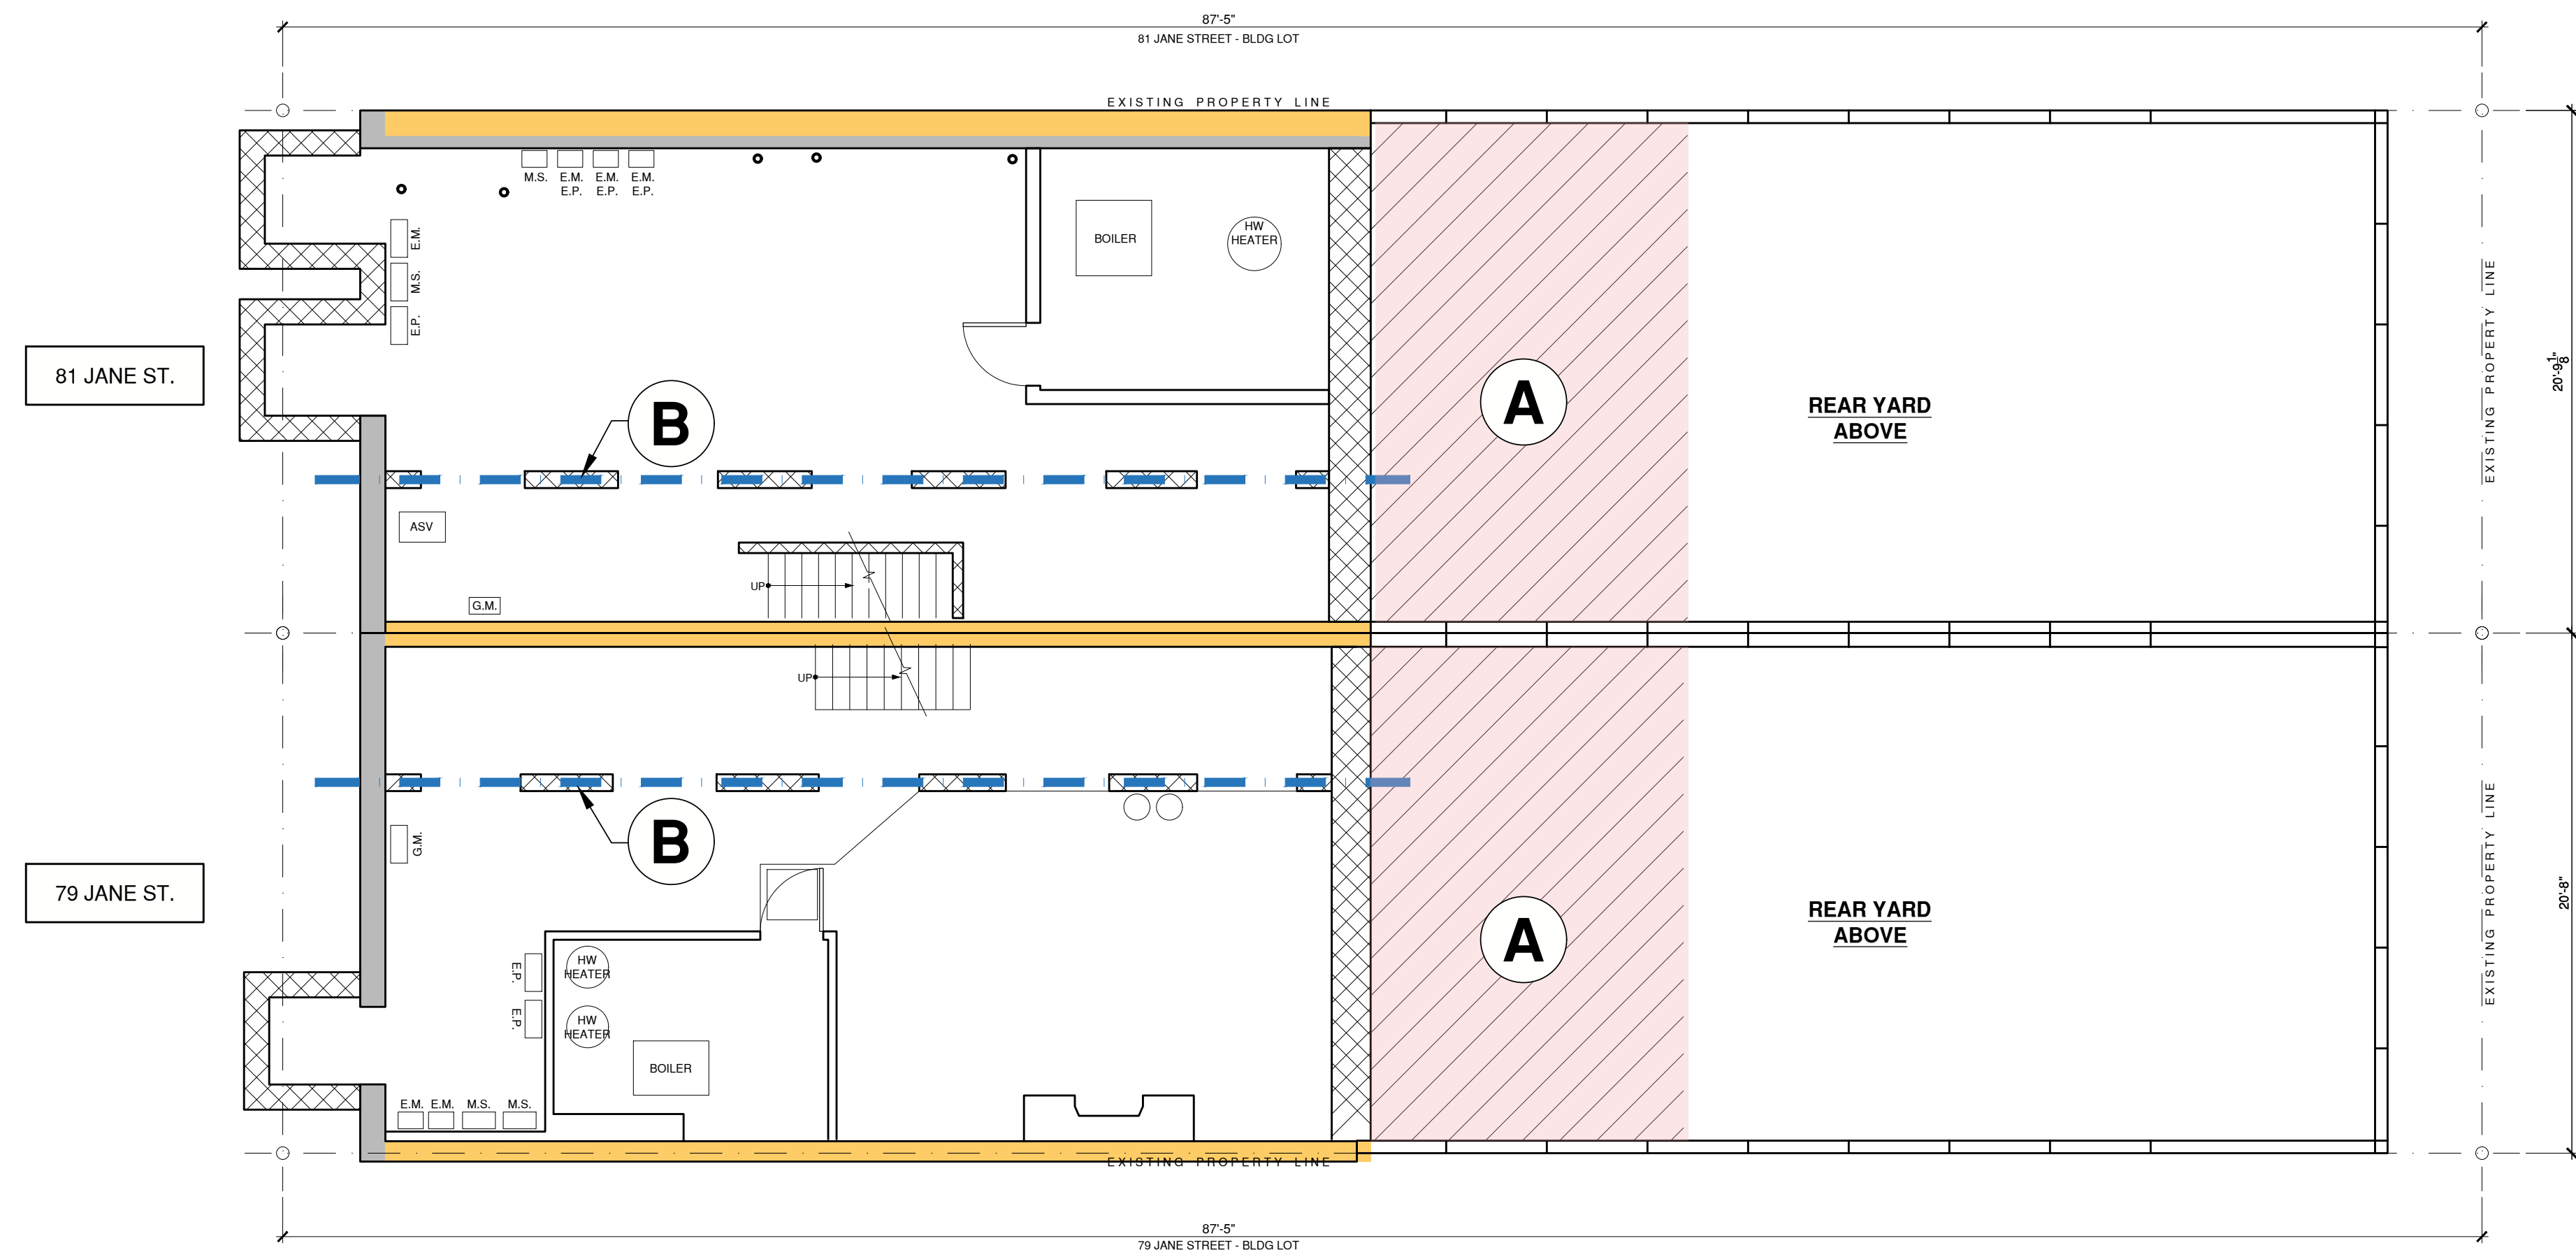 87'-5"
81 JANE STREET - BLDG LOT
EXISTING PROPERTY LINE
M.S.
E.M.
E.P.
E.M.
E.P.
E.M.
E.P.
E.M.
M.S.
E.P.
BOILER
HW
HEATER
81 JANE ST.
B
A
REAR YARD
ABOVE
EXISTING PROPERTY LINE
20'-9 1/8"
ASV
UP
G.M.
UP
B
G.M.
79 JANE ST.
A
REAR YARD
ABOVE
EXISTING PROPERTY LINE
20'-8"
E.P.
E.P.
HW
HEATER
HW
HEATER
BOILER
E.M.
E.M.
M.S.
M.S.
EXISTING PROPERTY LINE
87'-5"
79 JANE STREET - BLDG LOT